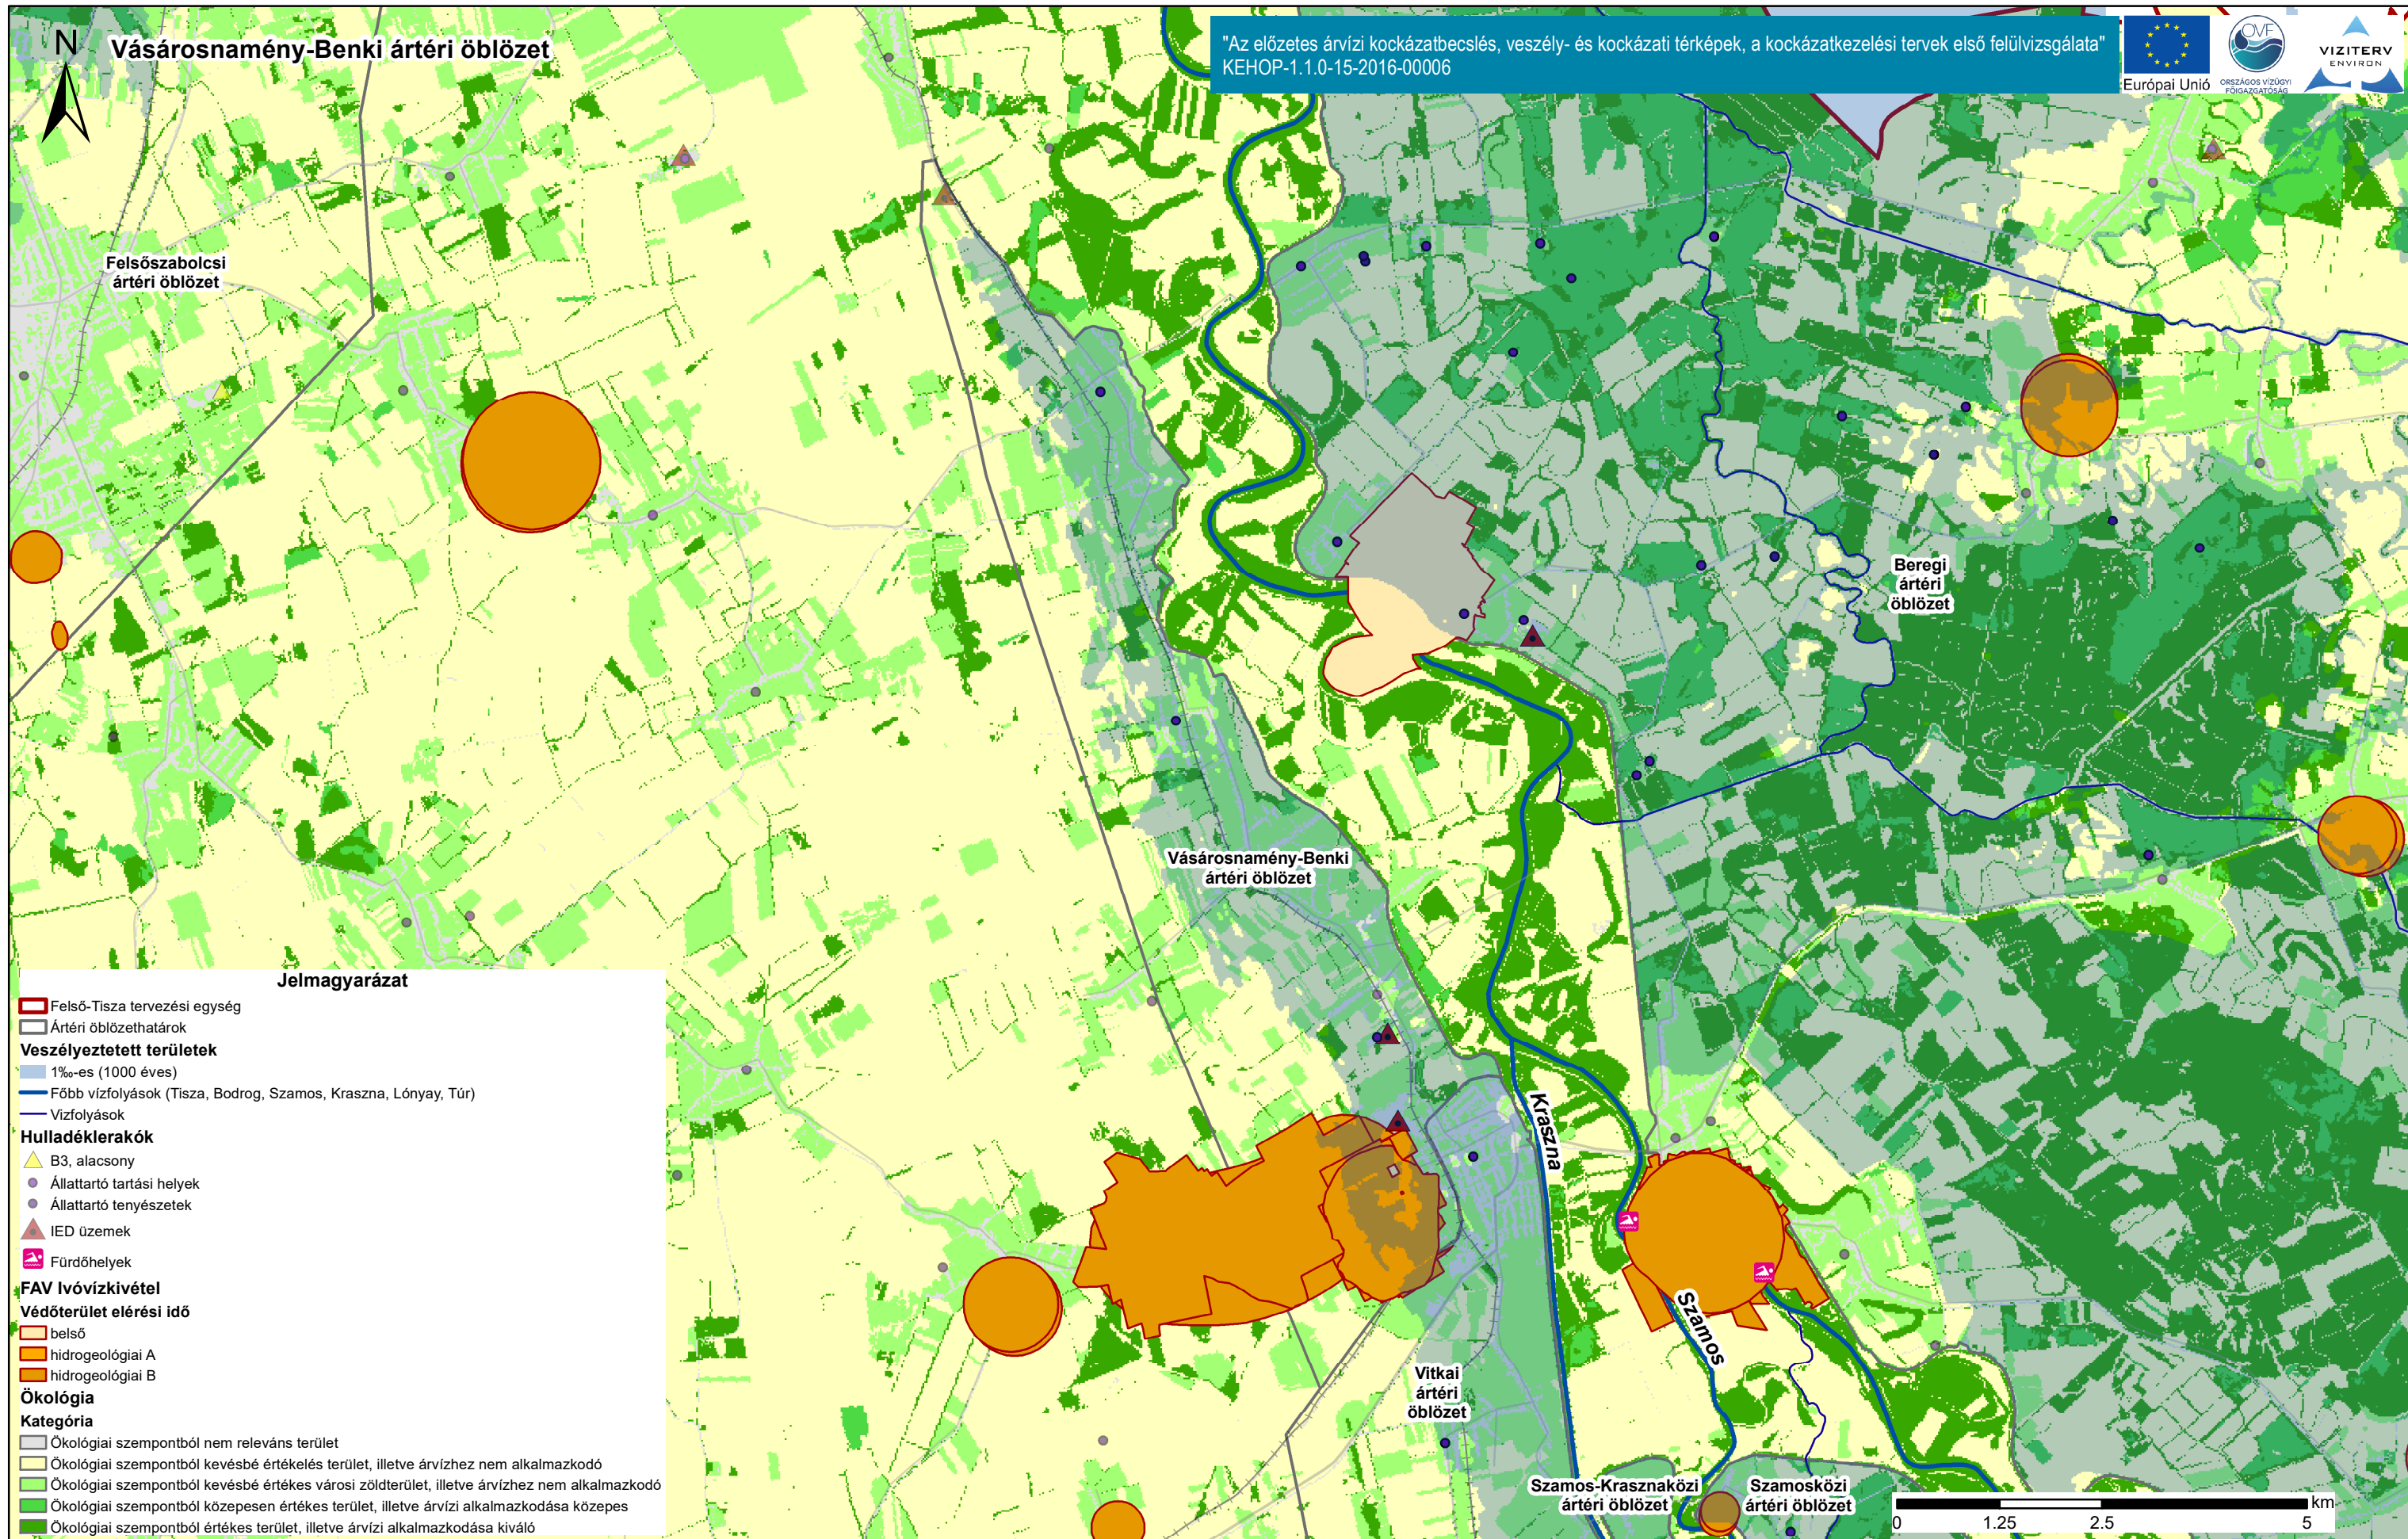 N
Vásárosnamény-Benki ártéri öblözet
"Az előzetes árvízi kockázatbecslés, veszély- és kockázati térképek, a kockázatkezelési tervek első felülvizsgálata"
KEHOP-1.1.0-15-2016-00006
Európai Unió
OVF
ORSZÁGOS VÍZÜGYI
FŐIGAZGATÓSÁG
VIZITERV
ENVIRON
Felsőszabolcsi
ártéri öblözet
Beregi
ártéri
öblözet
Vásárosnamény-Benki
ártéri öblözet
Kraszna
Szamos
Vitkai
ártéri
öblözet
Szamos-Krasznaközi
ártéri öblözet
Szamosközi
ártéri öblözet
Jelmagyarázat
Felső-Tisza tervezési egység
Ártéri öblözethatárok
Veszélyeztetett területek
1‰-es (1000 éves)
Főbb vízfolyások (Tisza, Bodrog, Szamos, Kraszna, Lónyay, Túr)
Vizfolyások
Hulladéklerakók
B3, alacsony
Állattartó tartási helyek
Állattartó tenyészetek
IED üzemek
Fürdőhelyek
FAV Ivóvízkivétel
Védőterület elérési idő
belső
hidrogeológiai A
hidrogeológiai B
Ökológia
Kategória
Ökológiai szempontból nem releváns terület
Ökológiai szempontból kevésbé értékelés terület, illetve árvízhez nem alkalmazkodó
Ökológiai szempontból kevésbé értékes városi zöldterület, illetve árvízhez nem alkalmazkodó
Ökológiai szempontból közepesen értékes terület, illetve árvízi alkalmazkodása közepes
Ökológiai szempontból értékes terület, illetve árvízi alkalmazkodása kiváló
km
0 1.25 2.5 5